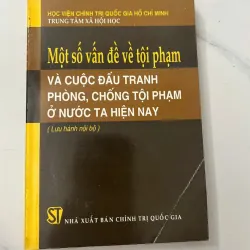 HỌC VIỆN CHÍNH TRỊ QUỐC GIA HỒ CHÍ MINH
TRUNG TÂM XÃ HỘI HỌC
Một số vấn đề về tội phạm
VÀ CUỘC ĐẤU TRANH
PHÒNG, CHỐNG TỘI PHẠM
Ở NƯỚC TA HIỆN NAY
( Lưu hành nội bộ )
ST NHÀ XUẤT BẢN CHÍNH TRỊ QUỐC GIA